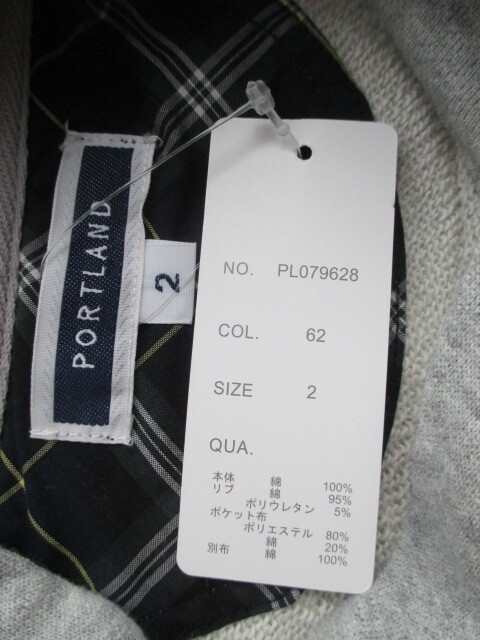 PORTLAND
2
NO. PL079628
COL. 62
SIZE 2
QUA.
本体 綿 100%
リブ 綿 95%
ポリウレタン 5%
ポケット布
ポリエステル 80%
綿 20%
別布 綿 100%